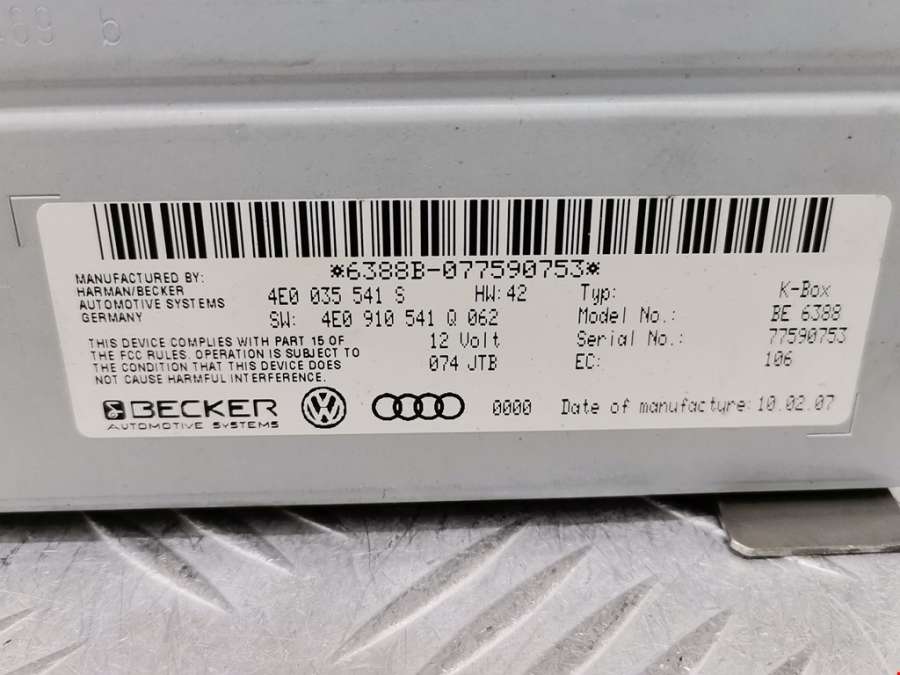 469 b
*6388B-077590753*
MANUFACTURED BY:
HARMAN/BECKER
AUTOMOTIVE SYSTEMS
GERMANY
4E0 035 541 S HW: 42
SW: 4E0 910 541 Q 062
12 Volt
074 JTB
Typ: K-Box
Model No.: BE 6388
Serial No.: 77590753
EC: 106
THIS DEVICE COMPLIES WITH PART 15 OF
THE FCC RULES. OPERATION IS SUBJECT TO
THE CONDITION THAT THIS DEVICE DOES
NOT CAUSE HARMFUL INTERFERENCE.
BECKER
AUTOMOTIVE SYSTEMS
0000 Date of manufacture: 10.02.07